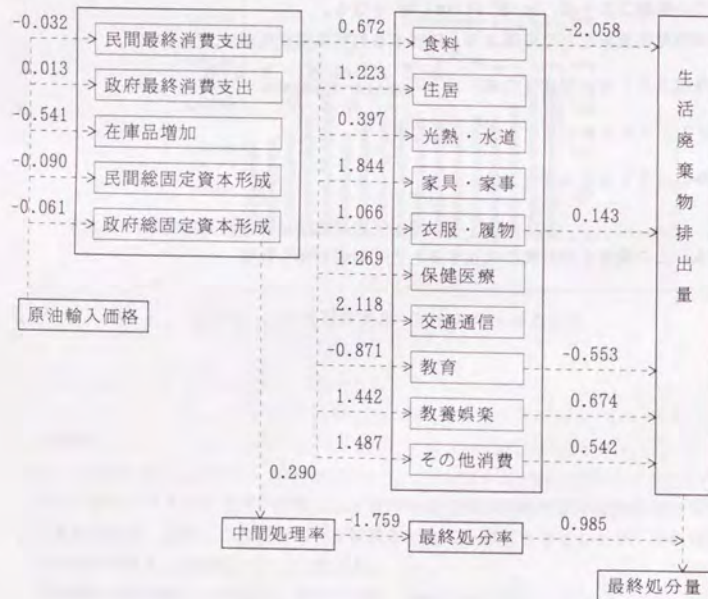 -0.032
民間最終消費支出
0.013
政府最終消費支出
-0.541
在庫品増加
-0.090
民間総固定資本形成
-0.061
政府総固定資本形成
原油輸入価格
0.672
食料
-2.058
1.223
住居
0.397
光熱・水道
1.844
家具・家事
1.066
衣服・履物
0.143
1.269
保健医療
2.118
交通通信
-0.871
教育
-0.553
1.442
教養娯楽
0.674
1.487
その他消費
0.542
生活廃棄物排出量
0.290
中間処理率
-1.759
最終処分率
0.985
最終処分量